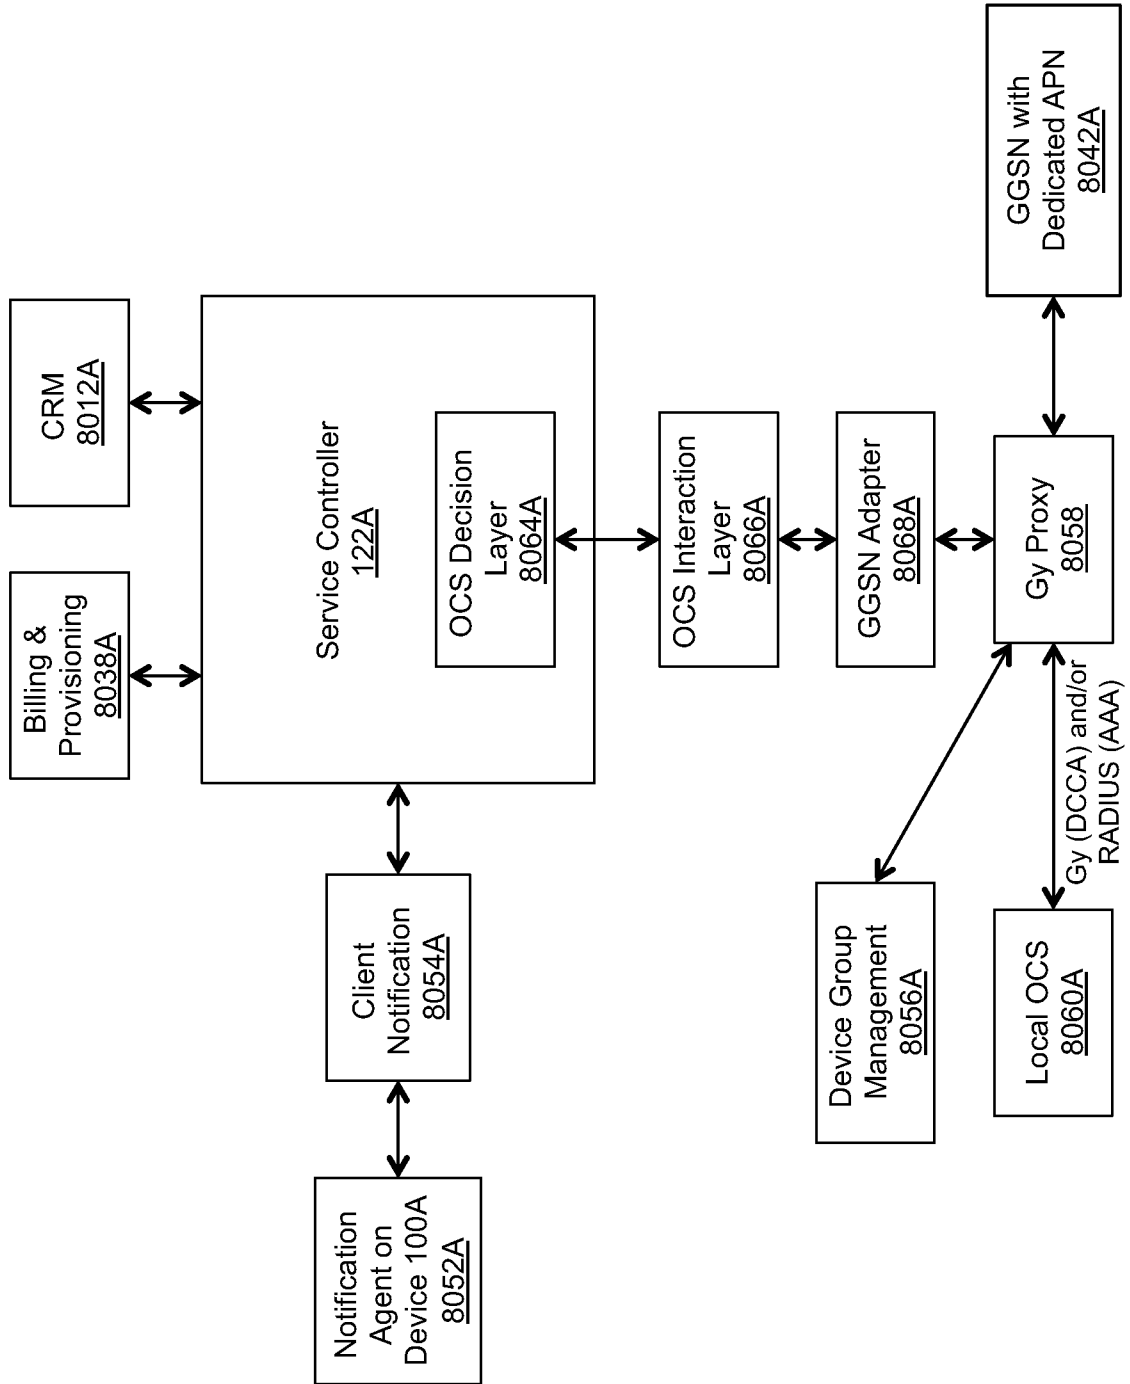 Billing &
Provisioning
8038A
CRM
8012A
Service Controller
122A
OCS Decision
Layer
8064A
Notification
Agent on
Device 100A
8052A
Client
Notification
8054A
OCS Interaction
Layer
8066A
GGSN Adapter
8068A
Device Group
Management
8056A
Local OCS
8060A
Gy (DCCA) and/or
RADIUS (AAA)
Gy Proxy
8058
GGSN with
Dedicated APN
8042A